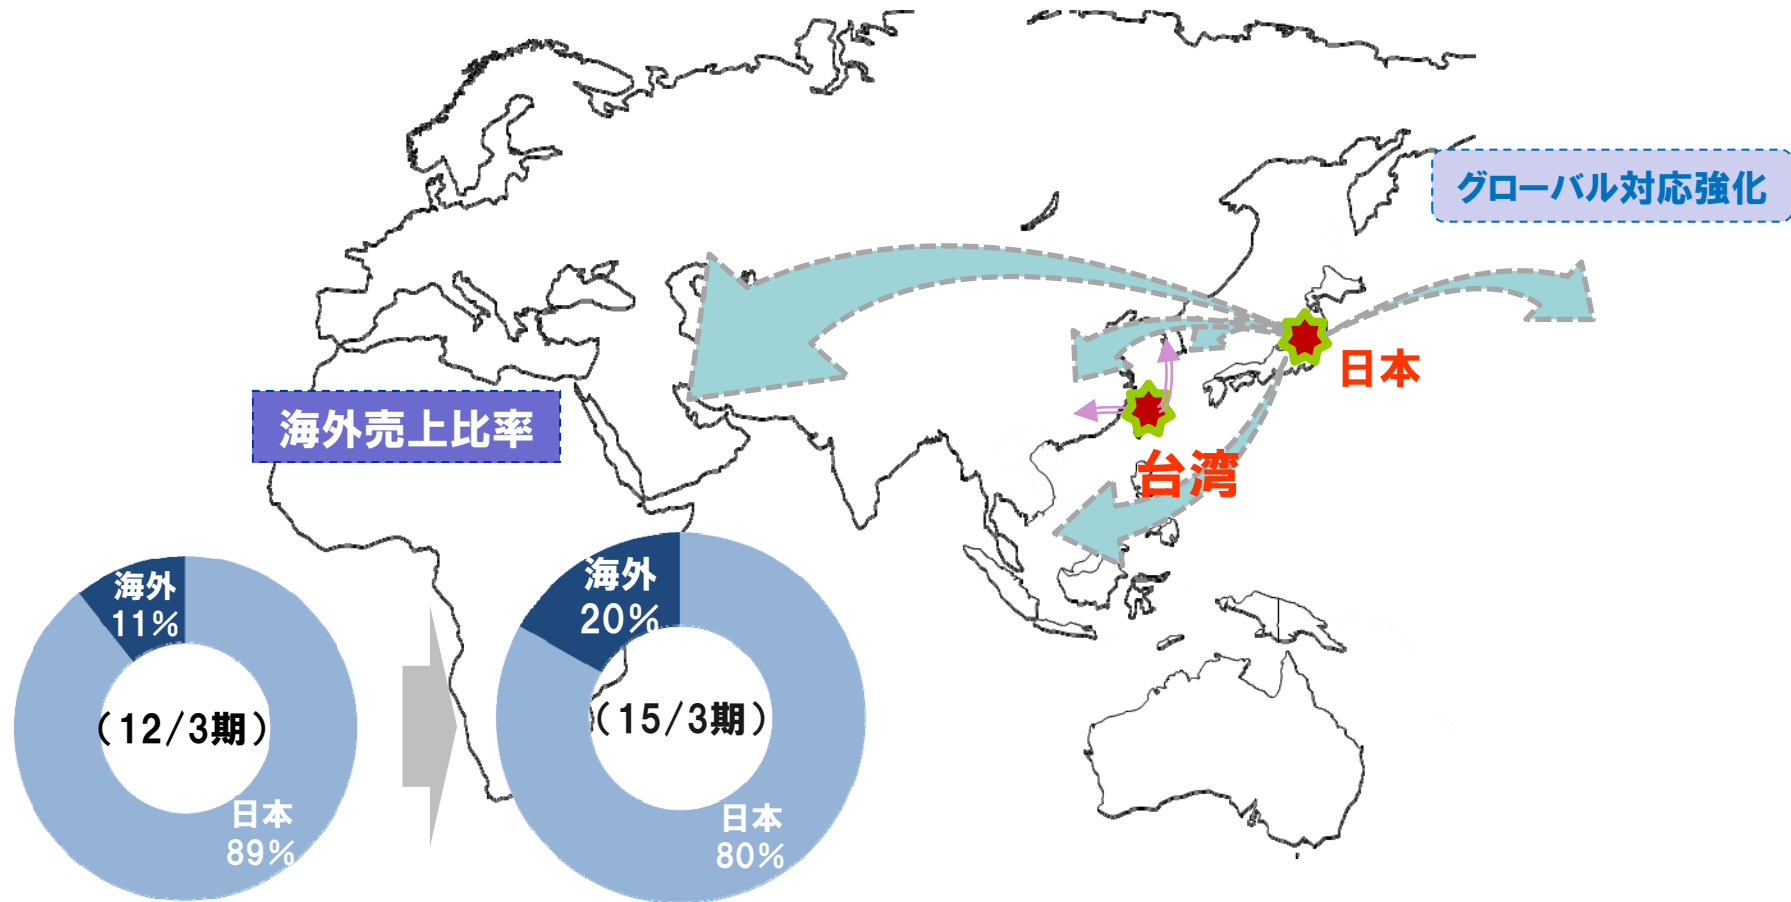 グローバル対応強化
日本
海外売上比率
台湾
海外
11%
(12/3期)
日本
89%
海外
20%
(15/3期)
日本
80%